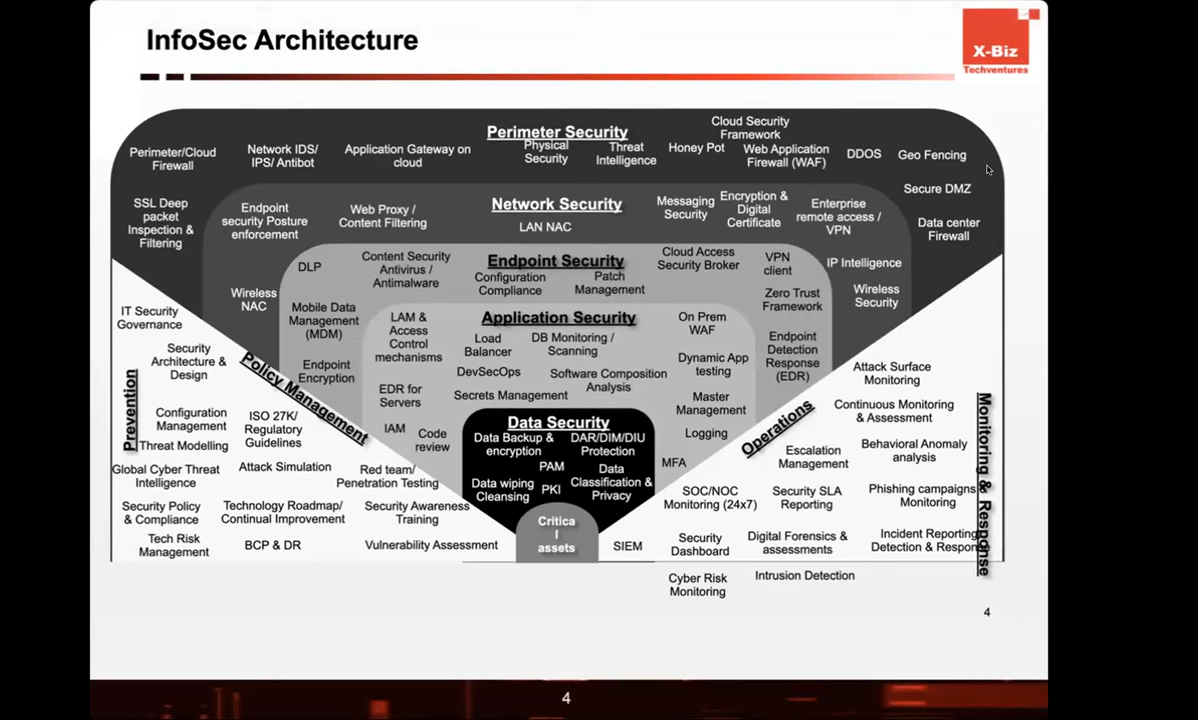 InfoSec Architecture
X-Biz
Techventures
Perimeter Security
Perimeter/Cloud
Firewall
Network IDS/
IPS/ Antibot
Application Gateway on
cloud
Physical
Security
Threat
Intelligence
Honey Pot
Cloud Security
Framework
Web Application
Firewall (WAF)
DDOS
Geo Fencing
Secure DMZ
Data center
Firewall
SSL Deep
packet
Inspection &
Filtering
Network Security
Endpoint
security Posture
enforcement
Web Proxy /
Content Filtering
LAN NAC
Messaging
Security
Encryption &
Digital
Certificate
Enterprise
remote access /
VPN
IP Intelligence
Wireless
Security
Wireless
NAC
Endpoint Security
DLP
Content Security
Antivirus /
Antimalware
Configuration
Compliance
Patch
Management
Cloud Access
Security Broker
VPN
client
Zero Trust
Framework
Endpoint
Detection
Response
(EDR)
Mobile Data
Management
(MDM)
Endpoint
Encryption
Application Security
LAM &
Access
Control
mechanisms
Load
Balancer
DB Monitoring /
Scanning
On Prem
WAF
DevSecOps
Software Composition
Analysis
Dynamic App
testing
Secrets Management
Master
Management
EDR for
Servers
IAM
Code
review
Logging
MFA
Data Security
Data Backup &
encryption
DAR/DIM/DIU
Protection
PAM
Data wiping
Cleansing
PKI
Data
Classification &
Privacy
Critica
l
assets
Policy Management
Prevention
IT Security
Governance
Security
Architecture &
Design
Configuration
Management
ISO 27K/
Regulatory
Guidelines
Threat Modelling
Global Cyber Threat
Intelligence
Attack Simulation
Red team/
Penetration Testing
Security Policy
& Compliance
Technology Roadmap/
Continual Improvement
Security Awareness
Training
Tech Risk
Management
BCP & DR
Vulnerability Assessment
Operations
Monitoring & Response
Attack Surface
Monitoring
Continuous Monitoring
& Assessment
Escalation
Management
Behavioral Anomaly
analysis
SOC/NOC
Monitoring (24x7)
Security SLA
Reporting
Phishing campaigns
Monitoring
SIEM
Security
Dashboard
Digital Forensics &
assessments
Incident Reporting
Detection & Respon
Cyber Risk
Monitoring
Intrusion Detection
4
4